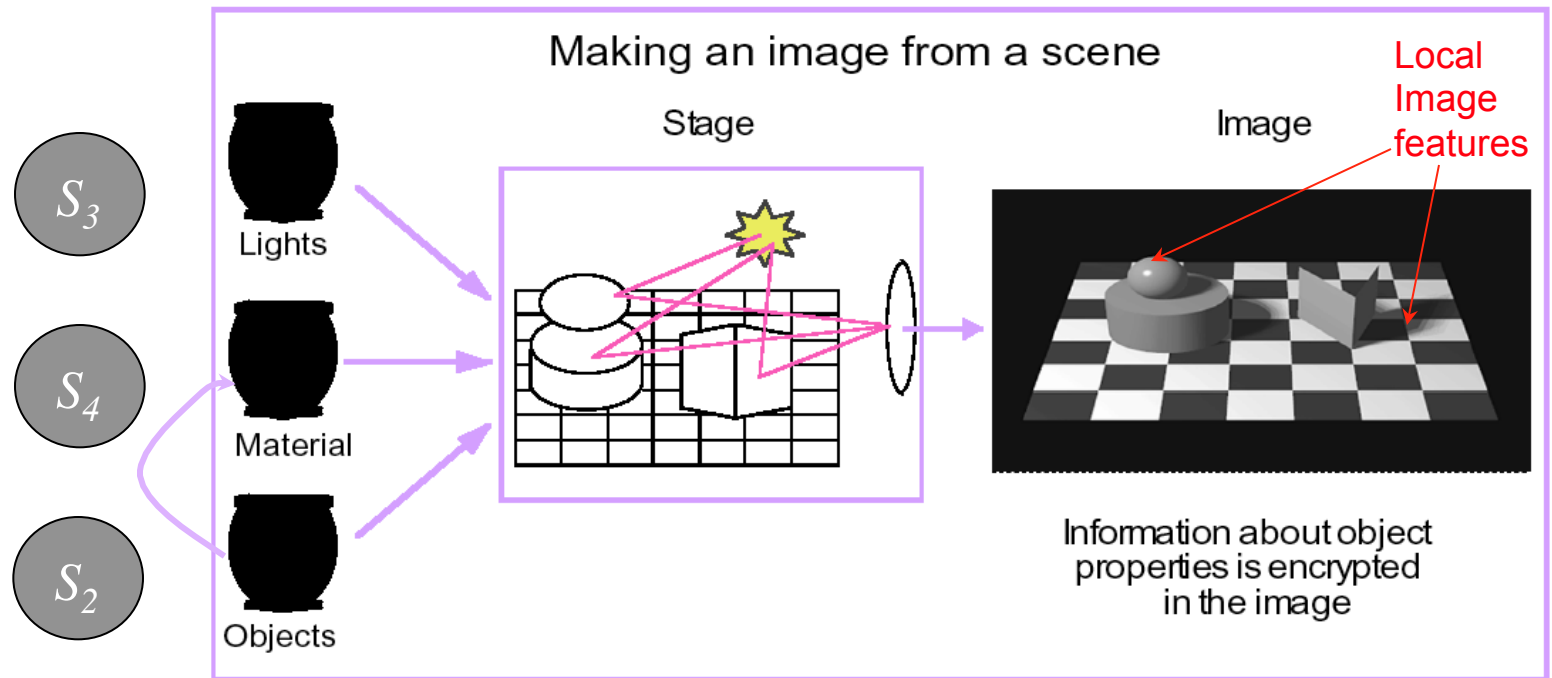 Making an image from a scene
Local
Image
features
Stage
Image
S3
Lights
S4
Material
S2
Objects
Information about object
properties is encrypted
in the image